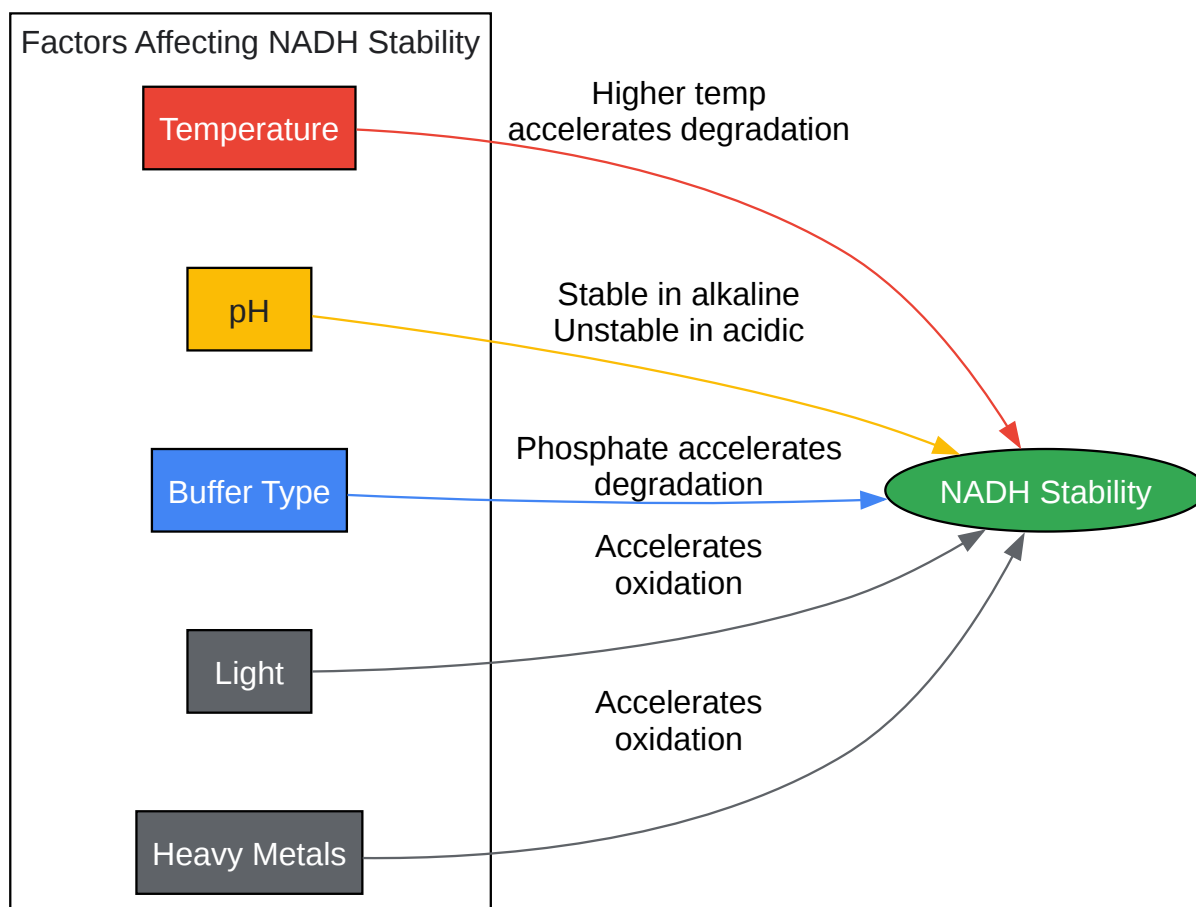 Factors Affecting NADH Stability
Temperature
Higher temp
accelerates degradation
pH
Stable in alkaline
Unstable in acidic
Buffer Type
Phosphate accelerates
degradation
NADH Stability
Light
Accelerates
oxidation
Heavy Metals
Accelerates
oxidation